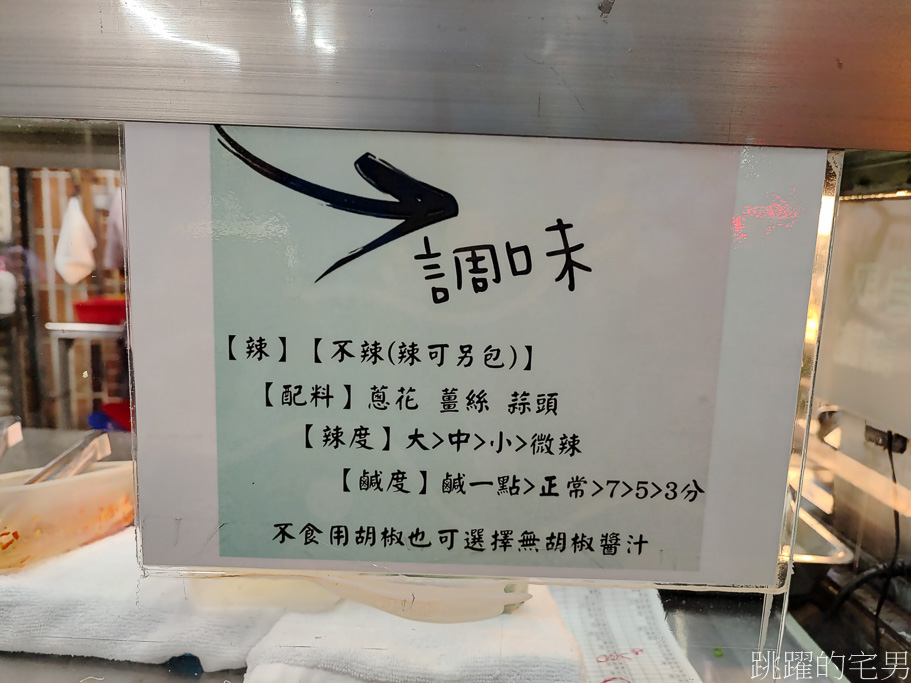 調味
【辣】【不辣(辣可另包)】
【配料】蔥花 薑絲 蒜頭
【辣度】大>中>小>微辣
【鹹度】鹹一點>正常>7>5>3分
不食用胡椒也可選擇無胡椒醬汁
跳躍的宅男